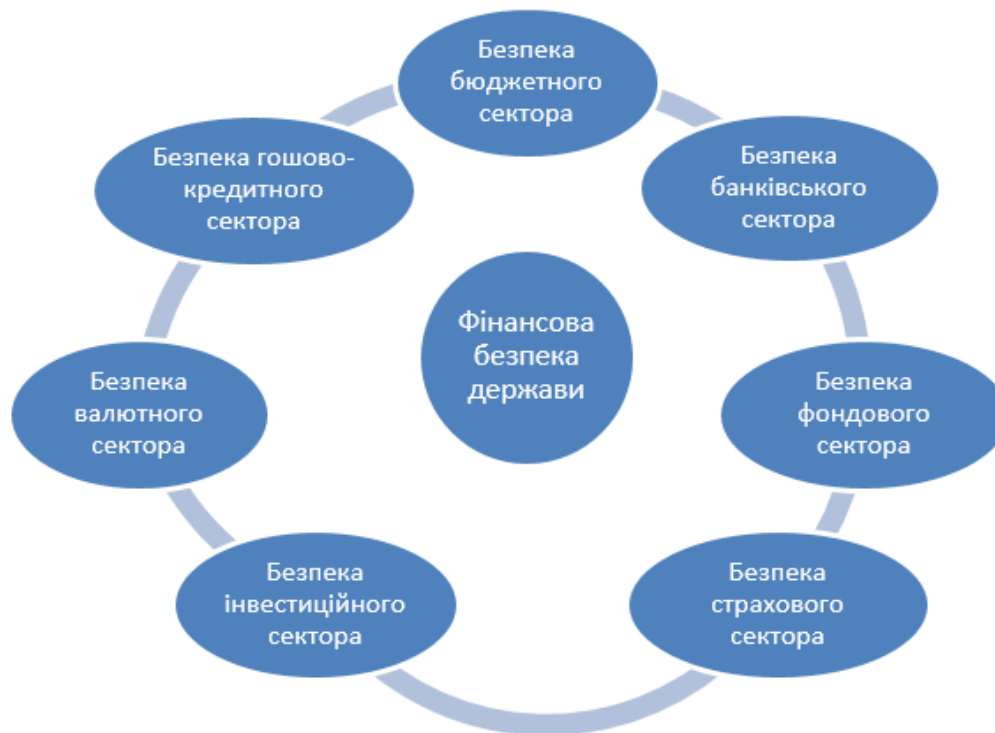 Безпека
бюджетного
сектора
Безпека
банківського
сектора
Безпека
фондового
сектора
Безпека
страхового
сектора
Безпека
інвестиційного
сектора
Безпека
валютного
сектора
Безпека гошово-
кредитного
сектора
Фінансова
безпека
держави